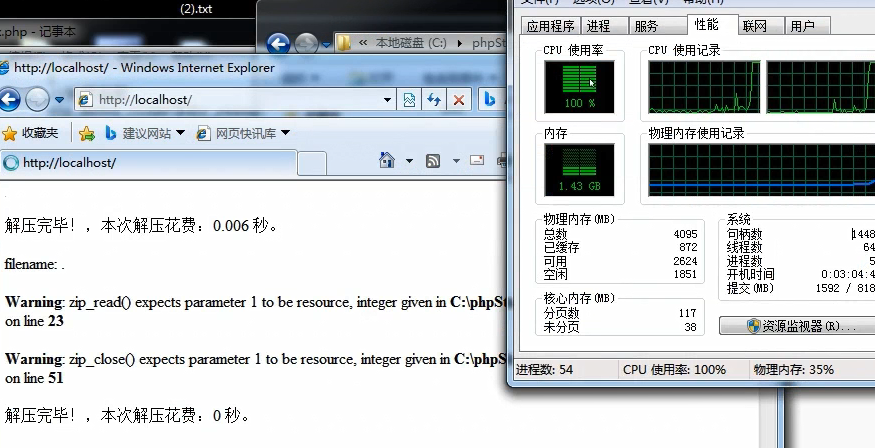 (2).txt
.php - 记事本
本地磁盘 (C:)
http://localhost/ - Windows Internet Explorer
http://localhost/
收藏夹
建议网站
网页快讯库
http://localhost/
解压完毕！，本次解压花费：0.006 秒。
filename: .
Warning: zip_read() expects parameter 1 to be resource, integer given in C:\phpSt
on line 23
Warning: zip_close() expects parameter 1 to be resource, integer given in C:\phpS
on line 51
解压完毕！，本次解压花费：0 秒。
应用程序 进程 服务 性能 联网 用户
CPU 使用率 CPU 使用记录
100 %
内存 物理内存使用记录
1.43 GB
物理内存(MB)
总数 4095
已缓存 872
可用 2624
空闲 1851
系统
句柄数 1448
线程数 64
进程数 5
开机时间 0:03:04:4
提交(MB) 1592 / 818
核心内存(MB)
分页数 117
未分页 38
资源监视器(R)...
进程数: 54 CPU 使用率: 100% 物理内存: 35%